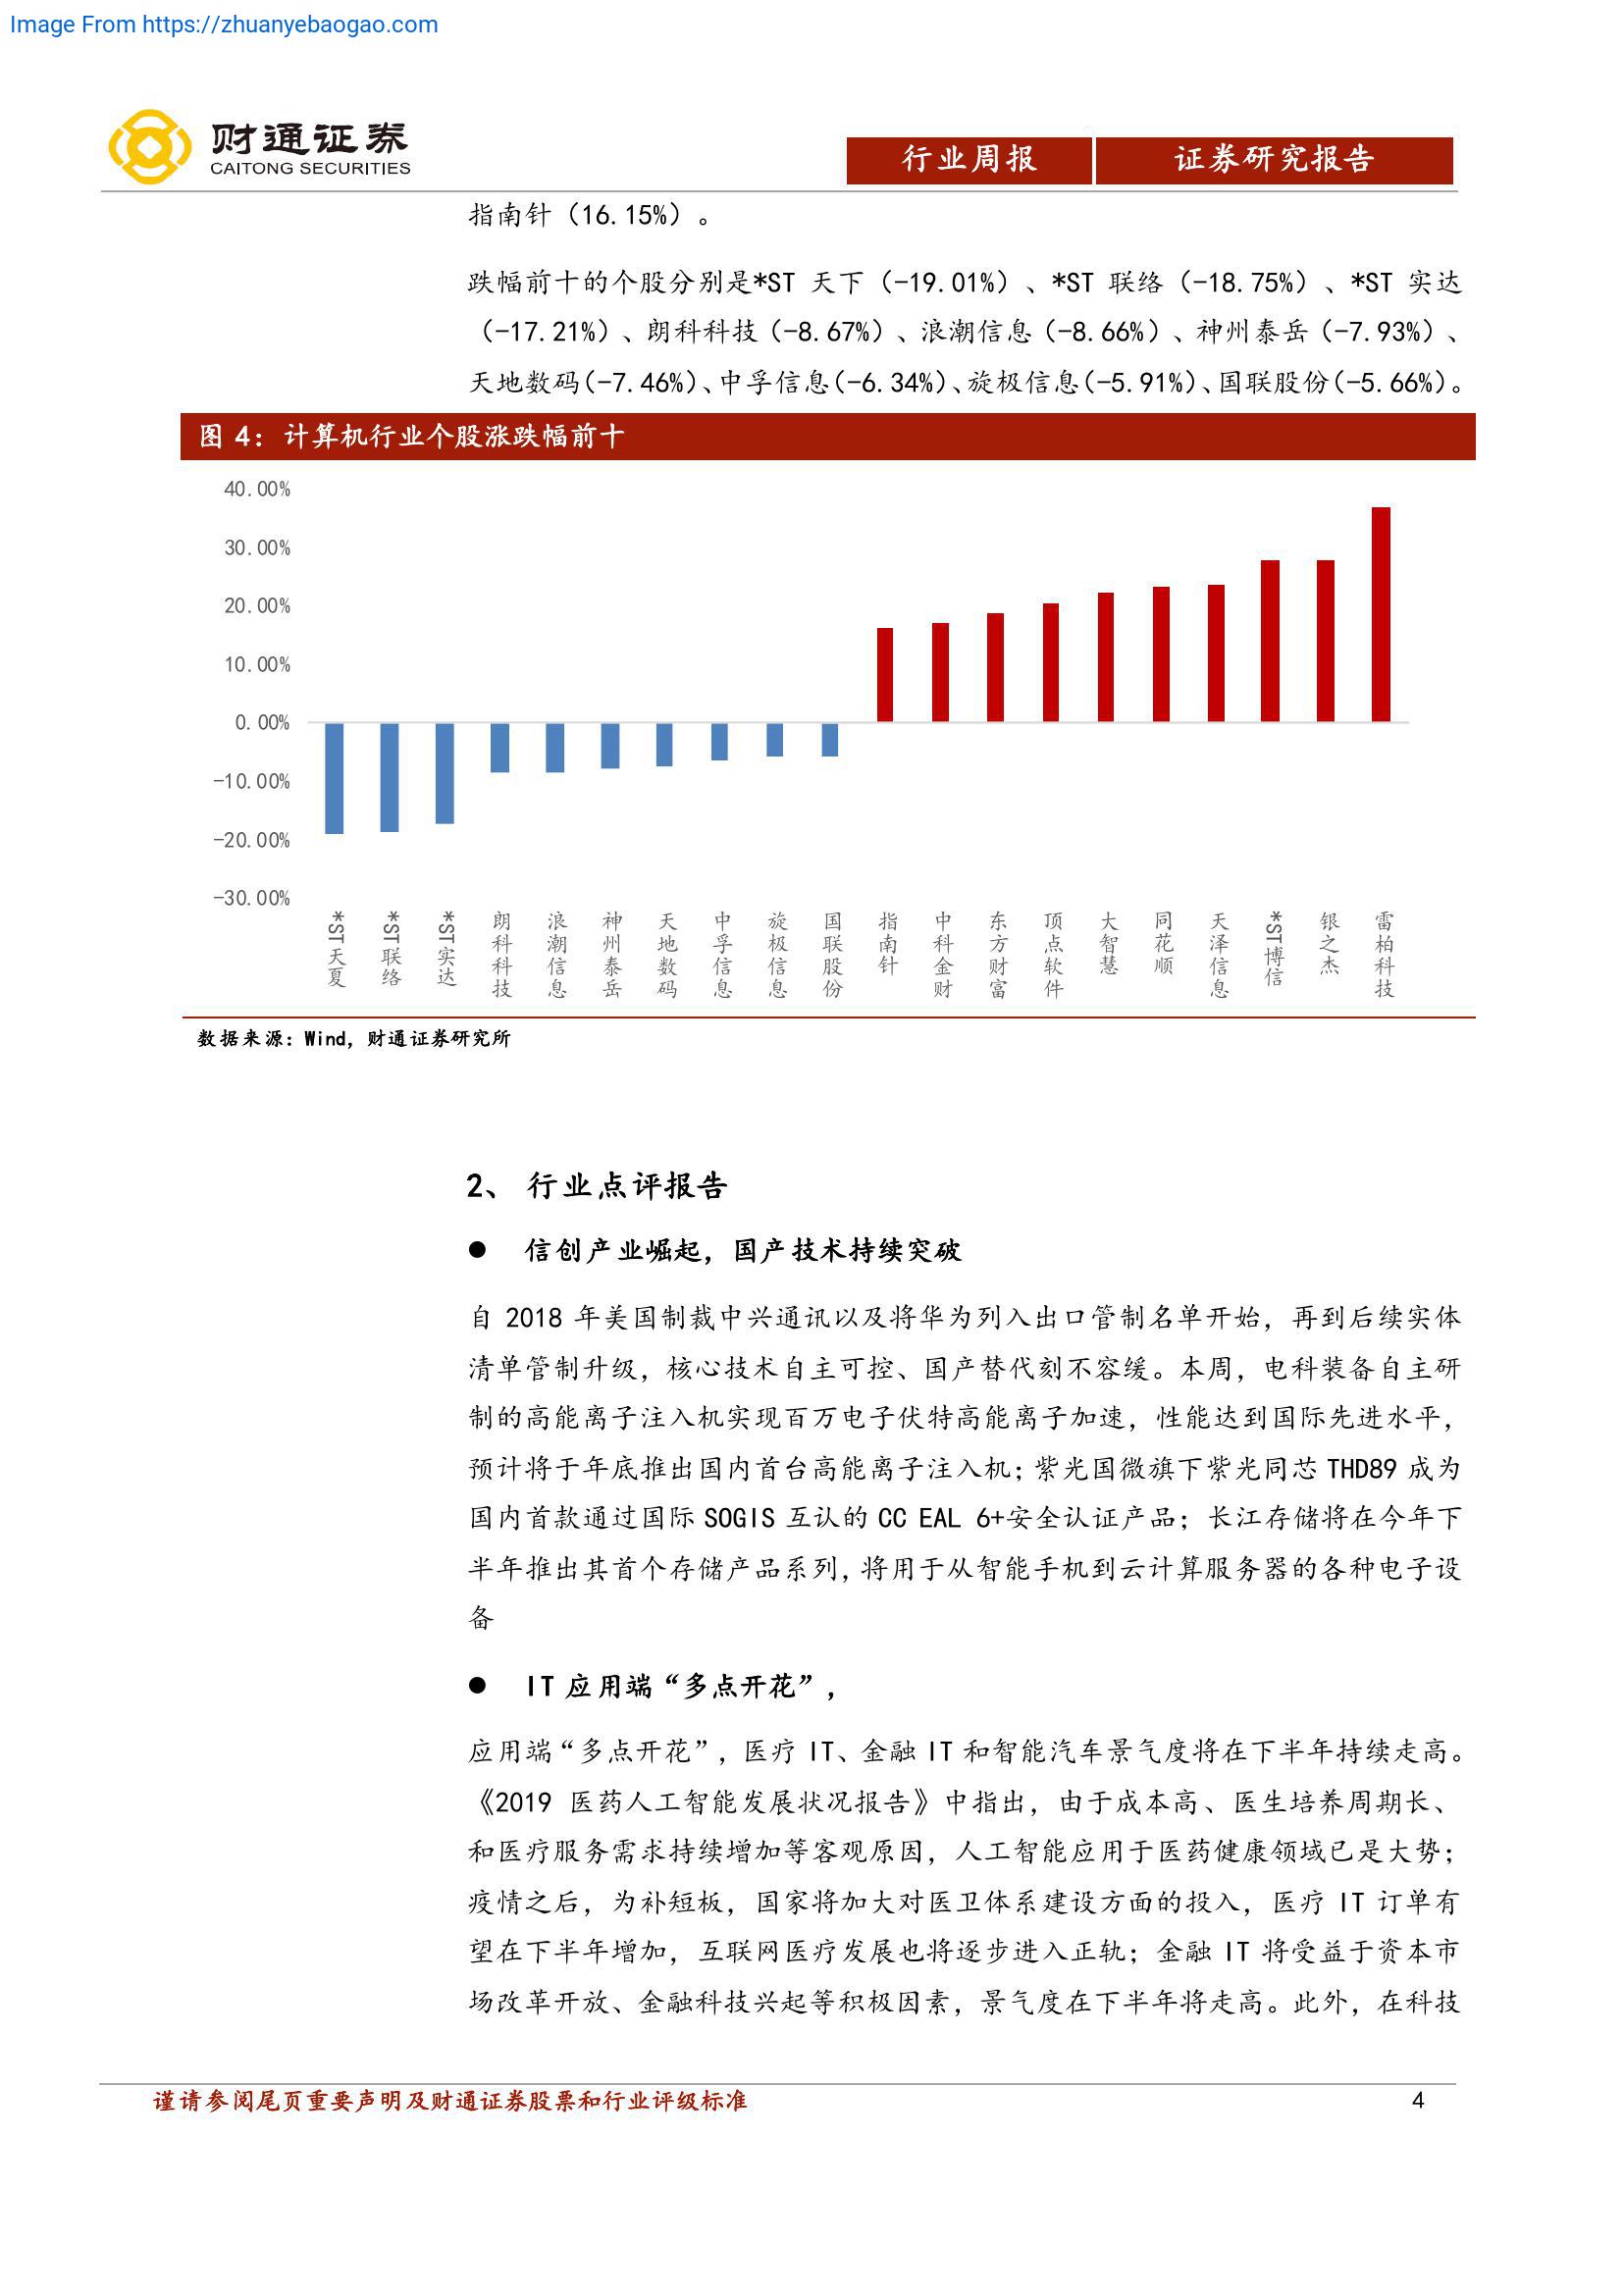 Image From https://zhuanyebaogao.com
财通证券
CAITONG SECURITIES
行业周报
证券研究报告
指南针（16.15%）。
跌幅前十的个股分别是*ST 天下（-19.01%）、*ST 联络（-18.75%）、*ST 实达
（-17.21%）、朗科科技（-8.67%）、浪潮信息（-8.66%）、神州泰岳（-7.93%）、
天地数码（-7.46%）、中孚信息（-6.34%）、旋极信息（-5.91%）、国联股份（-5.66%）。
图 4：计算机行业个股涨跌幅前十
40.00%
30.00%
20.00%
10.00%
0.00%
-10.00%
-20.00%
-30.00%
*ST天夏
*ST联络
*ST实达
朗科科技
浪潮信息
神州泰岳
天地数码
中孚信息
旋极信息
国联股份
指南针
中科金财
东方财富
顶点软件
大智慧
同花顺
天泽信息
*ST博信
银之杰
雷柏科技
数据来源：Wind，财通证券研究所
2、 行业点评报告
● 信创产业崛起，国产技术持续突破
自 2018 年美国制裁中兴通讯以及将华为列入出口管制名单开始，再到后续实体
清单管制升级，核心技术自主可控、国产替代刻不容缓。本周，电科装备自主研
制的高能离子注入机实现百万电子伏特高能离子加速，性能达到国际先进水平，
预计将于年底推出国内首台高能离子注入机；紫光国微旗下紫光同芯 THD89 成为
国内首款通过国际 SOGIS 互认的 CC EAL 6+安全认证产品；长江存储将在今年下
半年推出其首个存储产品系列，将用于从智能手机到云计算服务器的各种电子设
备
● IT 应用端“多点开花”，
应用端“多点开花”，医疗 IT、金融 IT 和智能汽车景气度将在下半年持续走高。
《2019 医药人工智能发展状况报告》中指出，由于成本高、医生培养周期长、
和医疗服务需求持续增加等客观原因，人工智能应用于医药健康领域已是大势；
疫情之后，为补短板，国家将加大对医卫体系建设方面的投入，医疗 IT 订单有
望在下半年增加，互联网医疗发展也将逐步进入正轨；金融 IT 将受益于资本市
场改革开放、金融科技兴起等积极因素，景气度在下半年将走高。此外，在科技
谨请参阅尾页重要声明及财通证券股票和行业评级标准
4